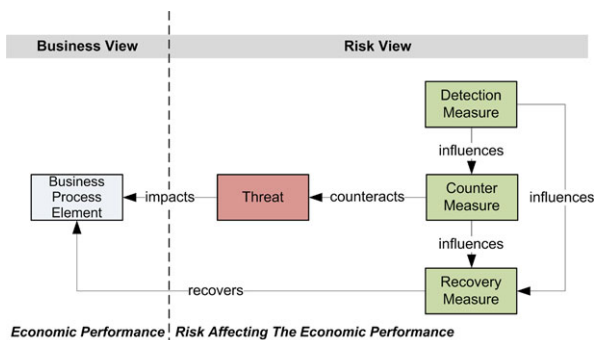 Business View
Risk View
Detection
Measure
influences
Business
Process
Element
impacts
Threat
counteracts
Counter
Measure
influences
influences
recovers
Recovery
Measure
Economic Performance
Risk Affecting The Economic Performance